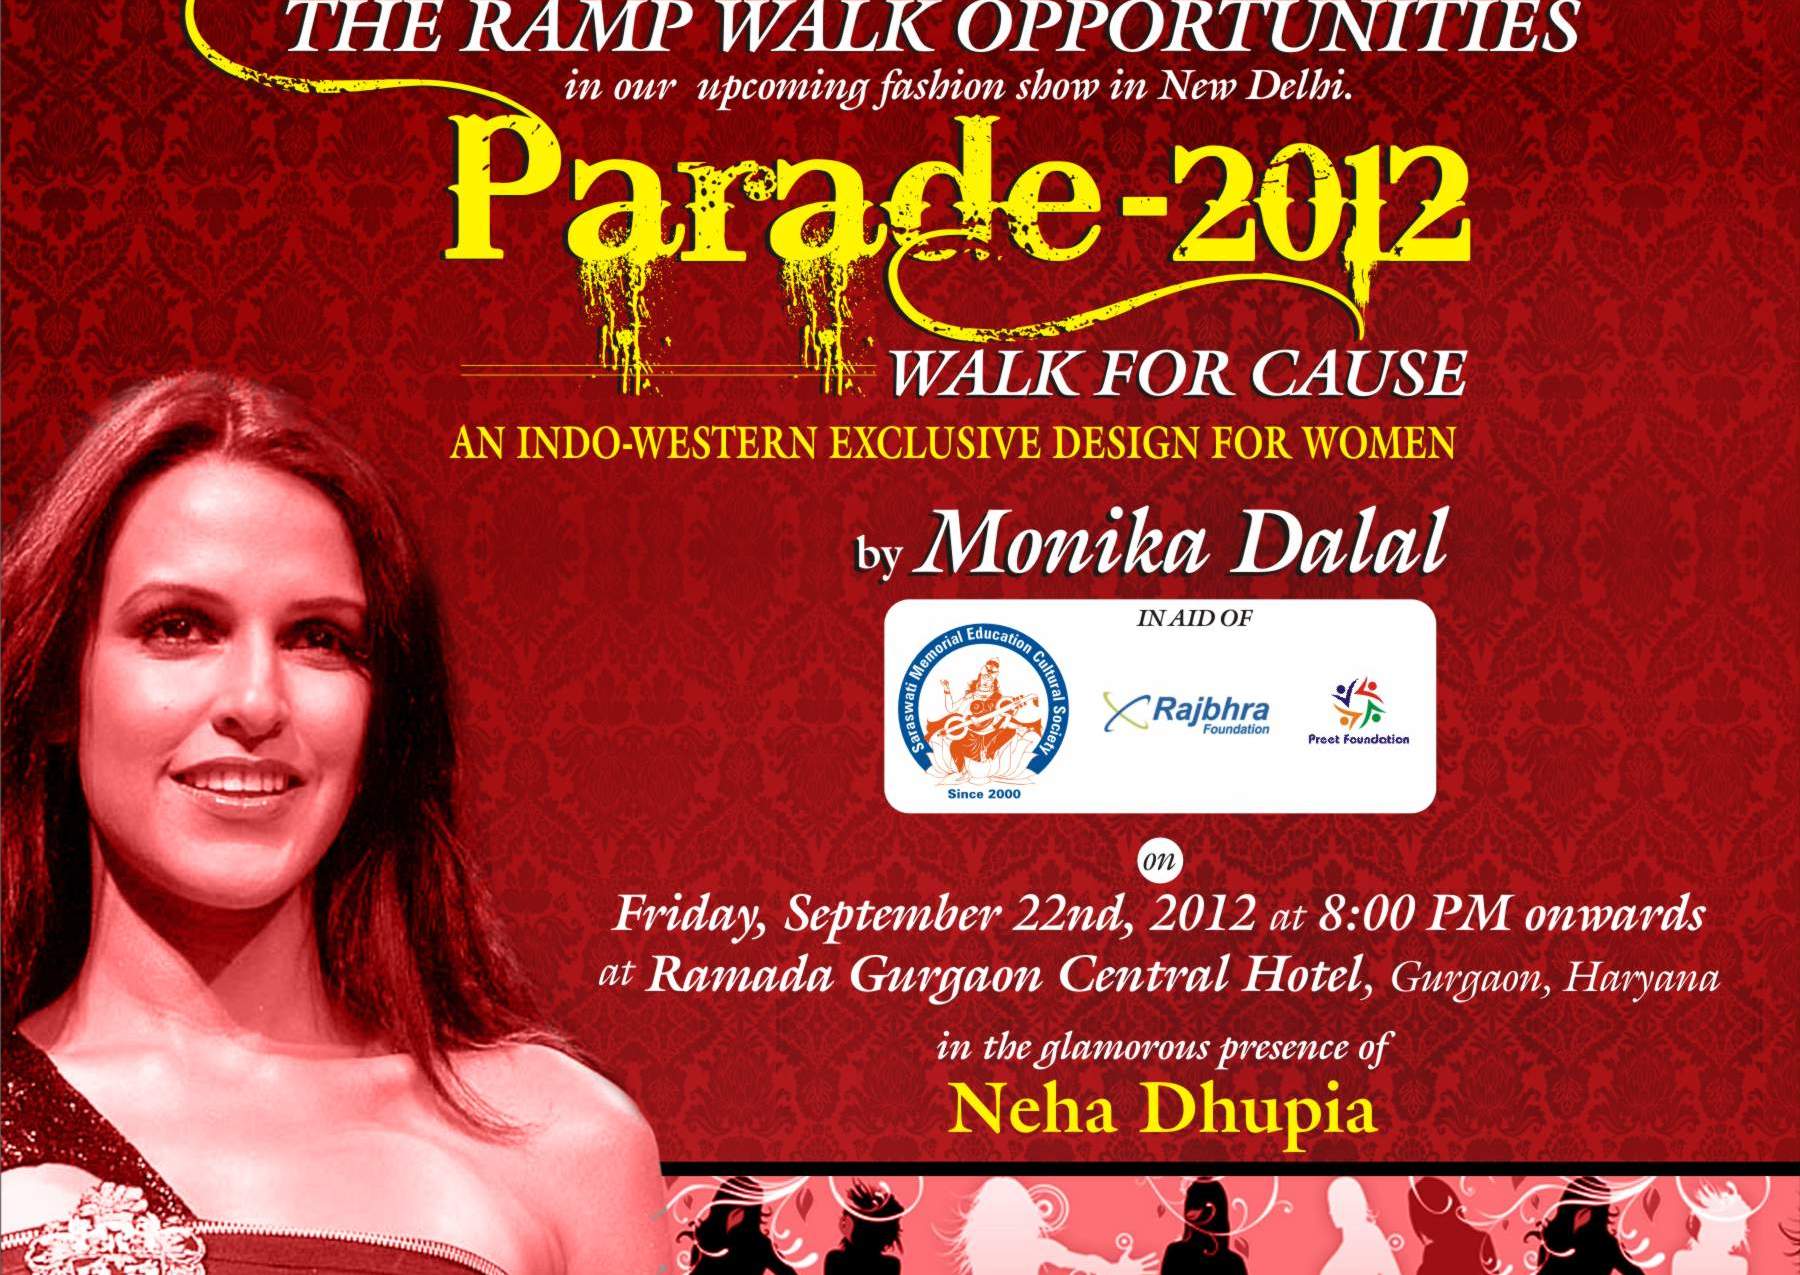 THE RAMP WALK OPPORTUNITIES
in our upcoming fashion show in New Delhi.
Parade-2012
WALK FOR CAUSE
AN INDO-WESTERN EXCLUSIVE DESIGN FOR WOMEN
by Monika Dalal
IN AID OF
Saraswati Memorial Education Cultural Society
Since 2000
Rajbhra
Foundation
Preet Foundation
on
Friday, September 22nd, 2012 at 8:00 PM onwards
at Ramada Gurgaon Central Hotel, Gurgaon, Haryana
in the glamorous presence of
Neha Dhupia